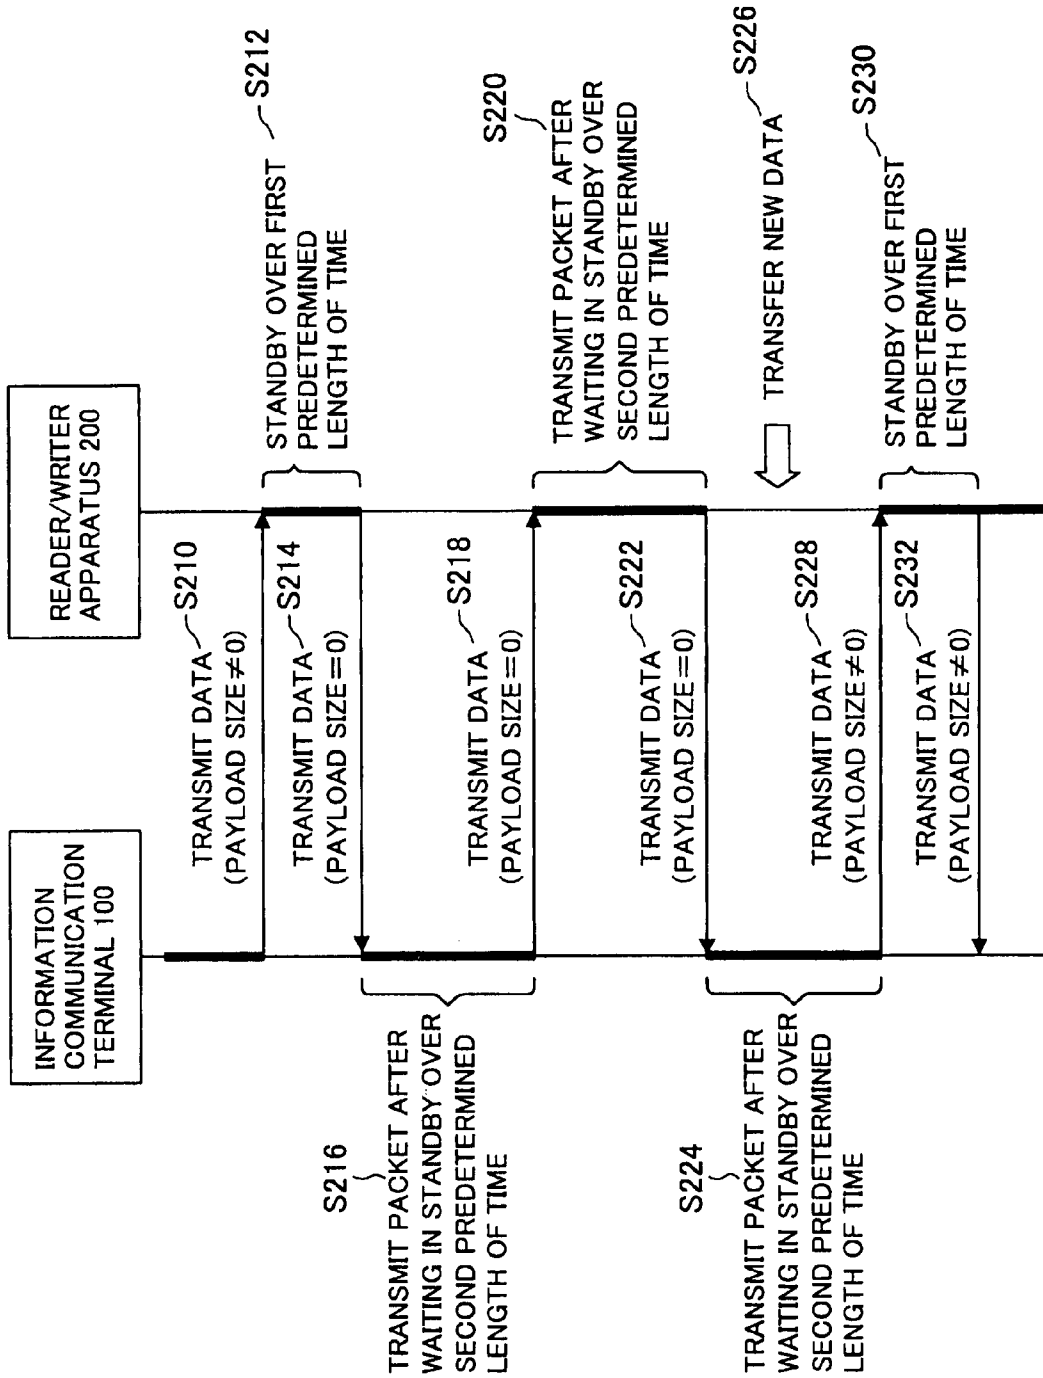 INFORMATION
COMMUNICATION
TERMINAL 100
READER/WRITER
APPARATUS 200
TRANSMIT DATA S210
(PAYLOAD SIZE≠0)
STANDBY OVER FIRST S212
PREDETERMINED
LENGTH OF TIME
TRANSMIT DATA S214
(PAYLOAD SIZE=0)
S216
TRANSMIT PACKET AFTER
WAITING IN STANDBY OVER
SECOND PREDETERMINED
LENGTH OF TIME
TRANSMIT DATA S218
(PAYLOAD SIZE=0)
S220
TRANSMIT PACKET AFTER
WAITING IN STANDBY OVER
SECOND PREDETERMINED
LENGTH OF TIME
TRANSMIT DATA S222
(PAYLOAD SIZE=0)
S224
TRANSMIT PACKET AFTER
WAITING IN STANDBY OVER
SECOND PREDETERMINED
LENGTH OF TIME
TRANSFER NEW DATA S226
TRANSMIT DATA S228
(PAYLOAD SIZE≠0)
STANDBY OVER FIRST S230
PREDETERMINED
LENGTH OF TIME
TRANSMIT DATA S232
(PAYLOAD SIZE≠0)